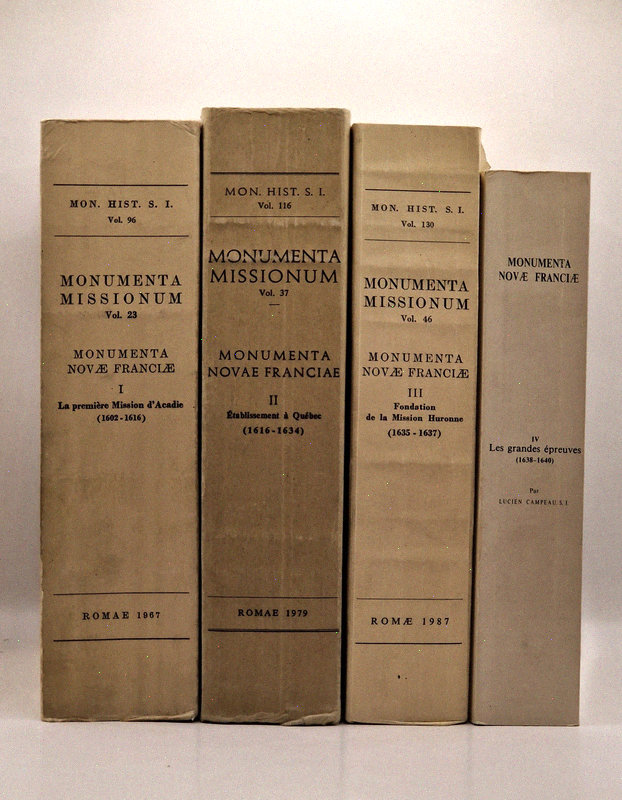 MON. HIST. S. I.
Vol. 96
MONUMENTA
MISSIONUM
Vol. 23
MONUMENTA
NOVÆ FRANCIÆ
I
La première Mission d'Acadie
(1602-1616)
ROMAE 1967
MON. HIST. S. I.
Vol. 116
MONUMENTA
MISSIONUM
Vol. 37
MONUMENTA
NOVAE FRANCIAE
II
Établissement à Québec
(1616-1634)
ROMAE 1979
MON. HIST. S. I.
Vol. 130
MONUMENTA
MISSIONUM
Vol. 46
MONUMENTA
NOVÆ FRANCIÆ
III
Fondation
de la Mission Huronne
(1635 - 1637)
ROMÆ 1987
MONUMENTA
NOVÆ FRANCIÆ
IV
Les grandes épreuves
(1638-1640)
Par
LUCIEN CAMPEAU, S. I.